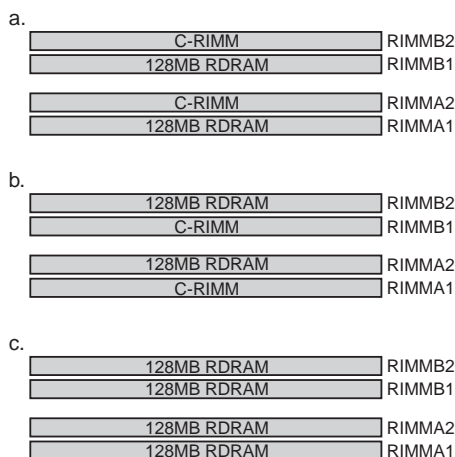 a.
C-RIMM RIMMB2
128MB RDRAM RIMMB1
C-RIMM RIMMA2
128MB RDRAM RIMMA1
b.
128MB RDRAM RIMMB2
C-RIMM RIMMB1
128MB RDRAM RIMMA2
C-RIMM RIMMA1
c.
128MB RDRAM RIMMB2
128MB RDRAM RIMMB1
128MB RDRAM RIMMA2
128MB RDRAM RIMMA1